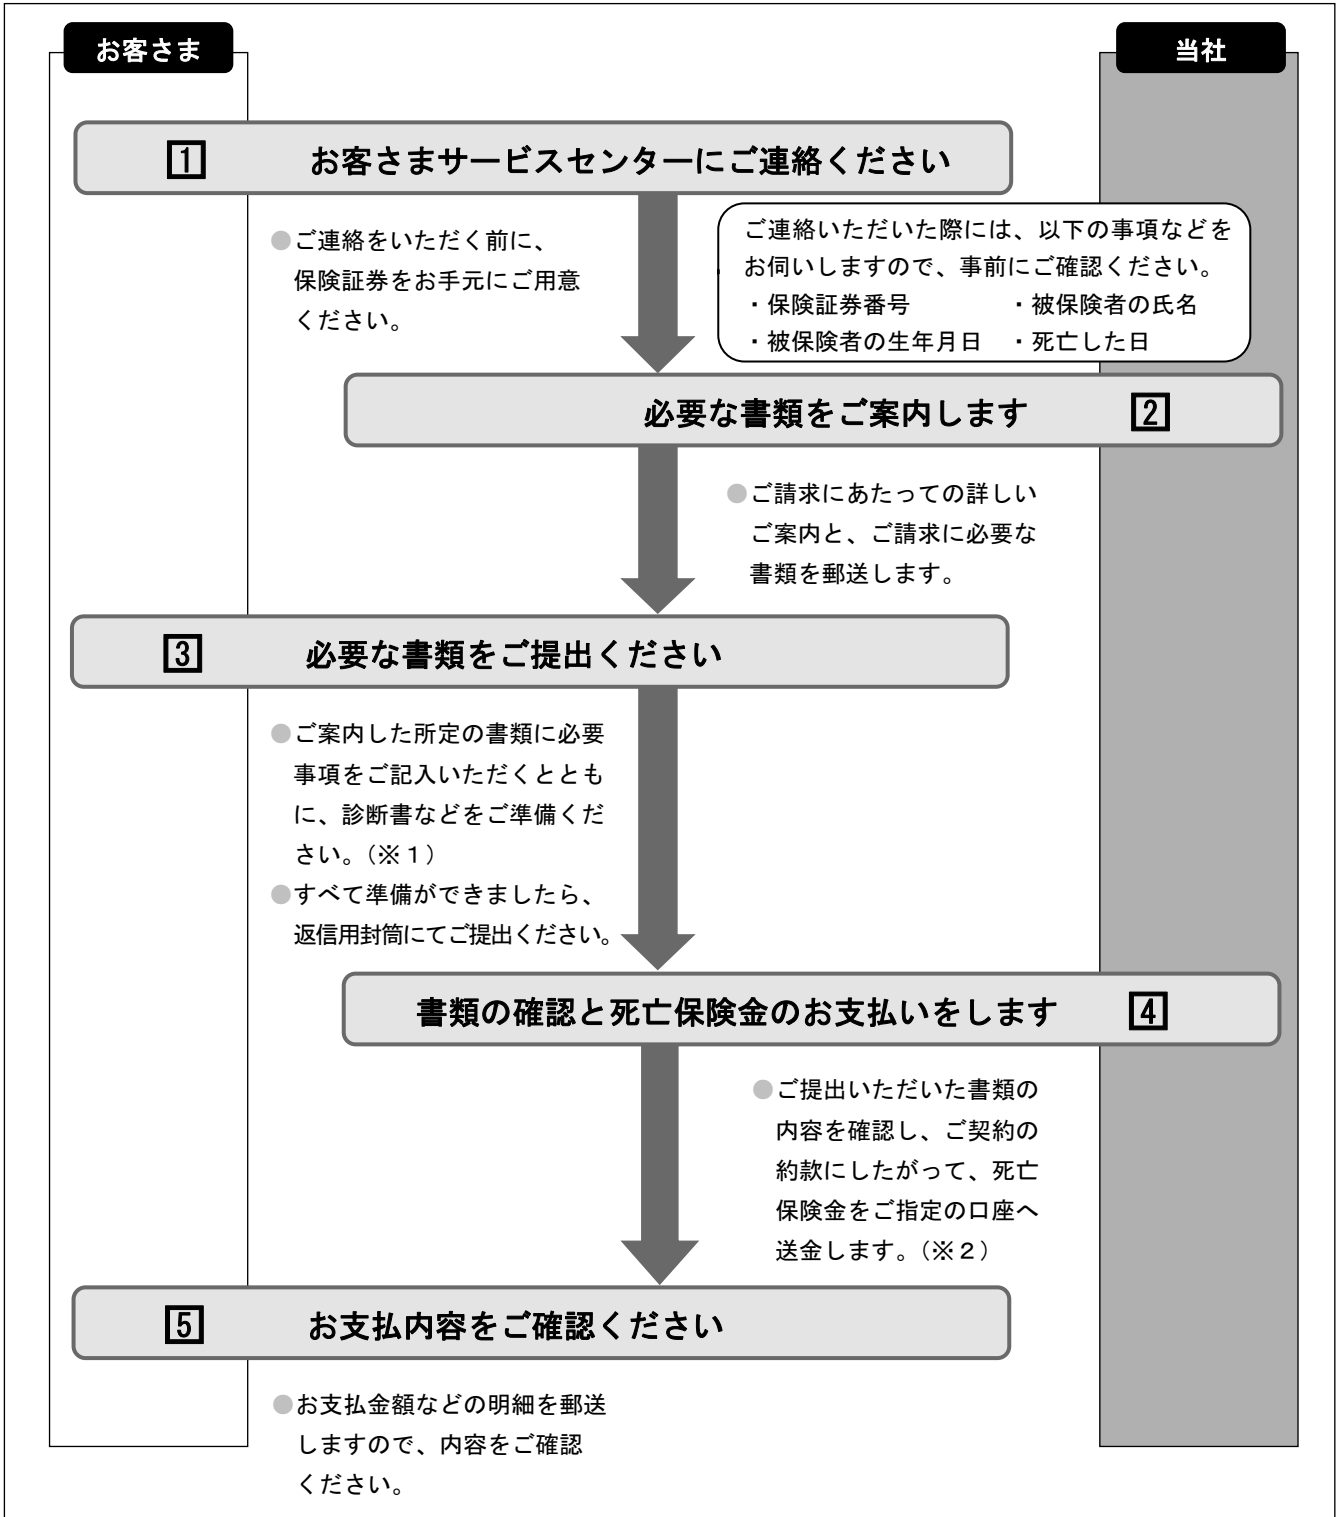 お客さま
当社
1 お客さまサービスセンターにご連絡ください
●ご連絡をいただく前に、
保険証券をお手元にご用意
ください。
ご連絡いただいた際には、以下の事項などを
お伺いしますので、事前にご確認ください。
・保険証券番号 ・被保険者の氏名
・被保険者の生年月日 ・死亡した日
必要な書類をご案内します 2
●ご請求にあたっての詳しい
ご案内と、ご請求に必要な
書類を郵送します。
3 必要な書類をご提出ください
●ご案内した所定の書類に必要
事項をご記入いただくととも
に、診断書などをご準備くだ
さい。（※１）
●すべて準備ができましたら、
返信用封筒にてご提出ください。
書類の確認と死亡保険金のお支払いをします 4
●ご提出いただいた書類の
内容を確認し、ご契約の
約款にしたがって、死亡
保険金をご指定の口座へ
送金します。（※２）
5 お支払内容をご確認ください
●お支払金額などの明細を郵送
しますので、内容をご確認
ください。